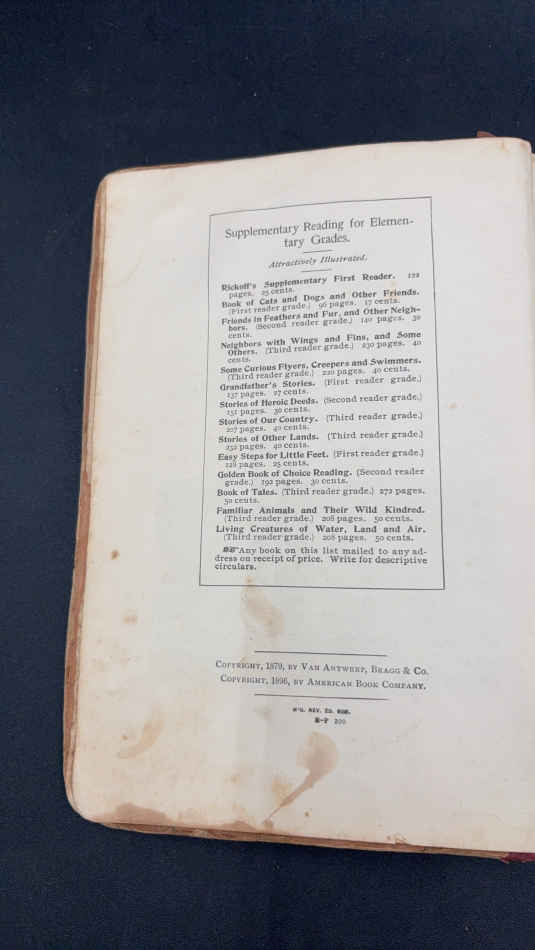 Supplementary Reading for Elemen-
tary Grades.
Attractively Illustrated.
Rickoff's Supplementary First Reader. 122
pages. 25 cents.
Book of Cats and Dogs and Other Friends.
(First reader grade.) 96 pages. 17 cents.
Friends in Feathers and Fur, and Other Neigh-
bors. (Second reader grade.) 140 pages. 30
cents.
Neighbors with Wings and Fins, and Some
Others. (Third reader grade.) 230 pages. 40
cents.
Some Curious Flyers, Creepers and Swimmers.
(Third reader grade.) 220 pages. 40 cents.
Grandfather's Stories. (First reader grade.)
137 pages. 27 cents.
Stories of Heroic Deeds. (Second reader grade.)
151 pages. 30 cents.
Stories of Our Country. (Third reader grade.)
207 pages. 40 cents.
Stories of Other Lands. (Third reader grade.)
232 pages. 40 cents.
Easy Steps for Little Feet. (First reader grade.)
128 pages. 25 cents.
Golden Book of Choice Reading. (Second reader
grade.) 192 pages. 30 cents.
Book of Tales. (Third reader grade.) 272 pages.
50 cents.
Familiar Animals and Their Wild Kindred.
(Third reader grade.) 208 pages. 50 cents.
Living Creatures of Water, Land and Air.
(Third reader grade.) 208 pages. 50 cents.
Any book on this list mailed to any ad-
dress on receipt of price. Write for descriptive
circulars.
Copyright, 1879, by Van Antwerp, Bragg & Co.
Copyright, 1896, by American Book Company.
REV. ED.
E-P 200